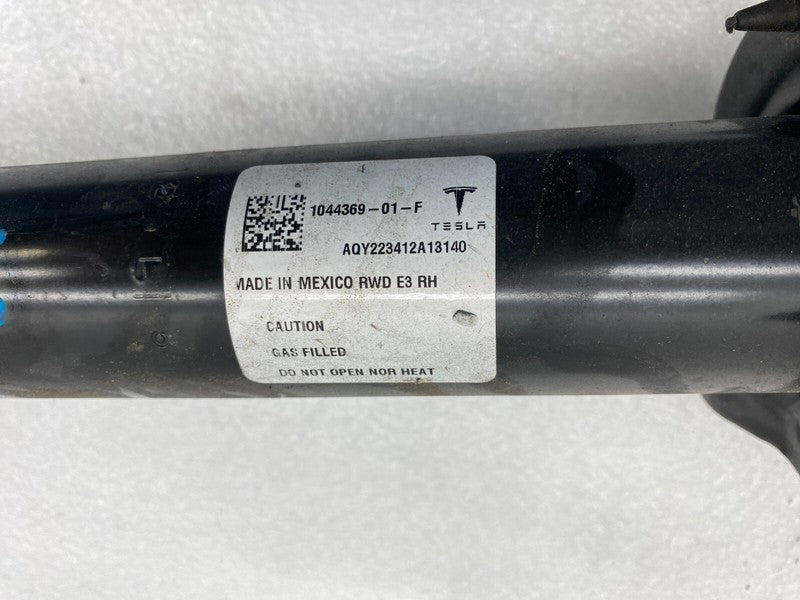 1044369-01-F
TESLA
AQY223412A13140
MADE IN MEXICO RWD E3 RH
CAUTION
GAS FILLED
DO NOT OPEN NOR HEAT